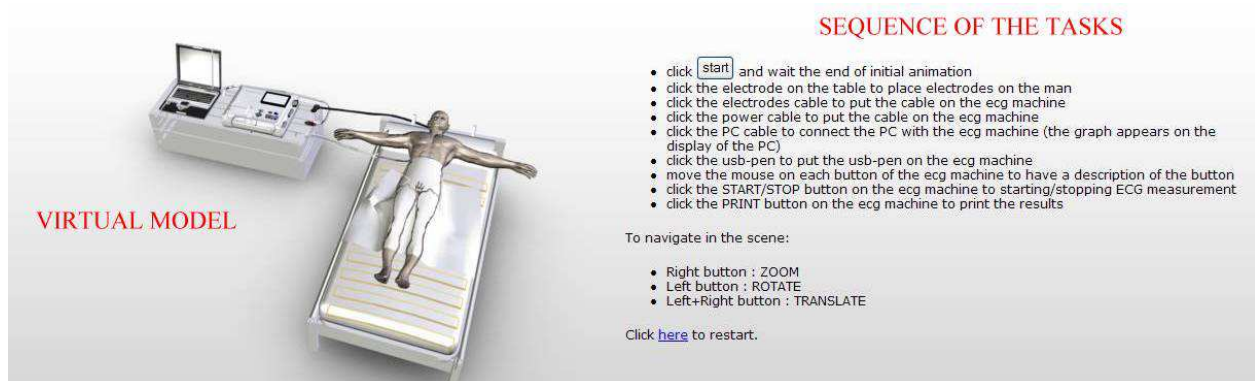 SEQUENCE OF THE TASKS
VIRTUAL MODEL
• click start and wait the end of initial animation
• click the electrode on the table to place electrodes on the man
• click the electrodes cable to put the cable on the ecg machine
• click the power cable to put the cable on the ecg machine
• click the PC cable to connect the PC with the ecg machine (the graph appears on the
display of the PC)
• click the usb-pen to put the usb-pen on the ecg machine
• move the mouse on each button of the ecg machine to have a description of the button
• click the START/STOP button on the ecg machine to starting/stopping ECG measurement
• click the PRINT button on the ecg machine to print the results
To navigate in the scene:
• Right button : ZOOM
• Left button : ROTATE
• Left+Right button : TRANSLATE
Click here to restart.